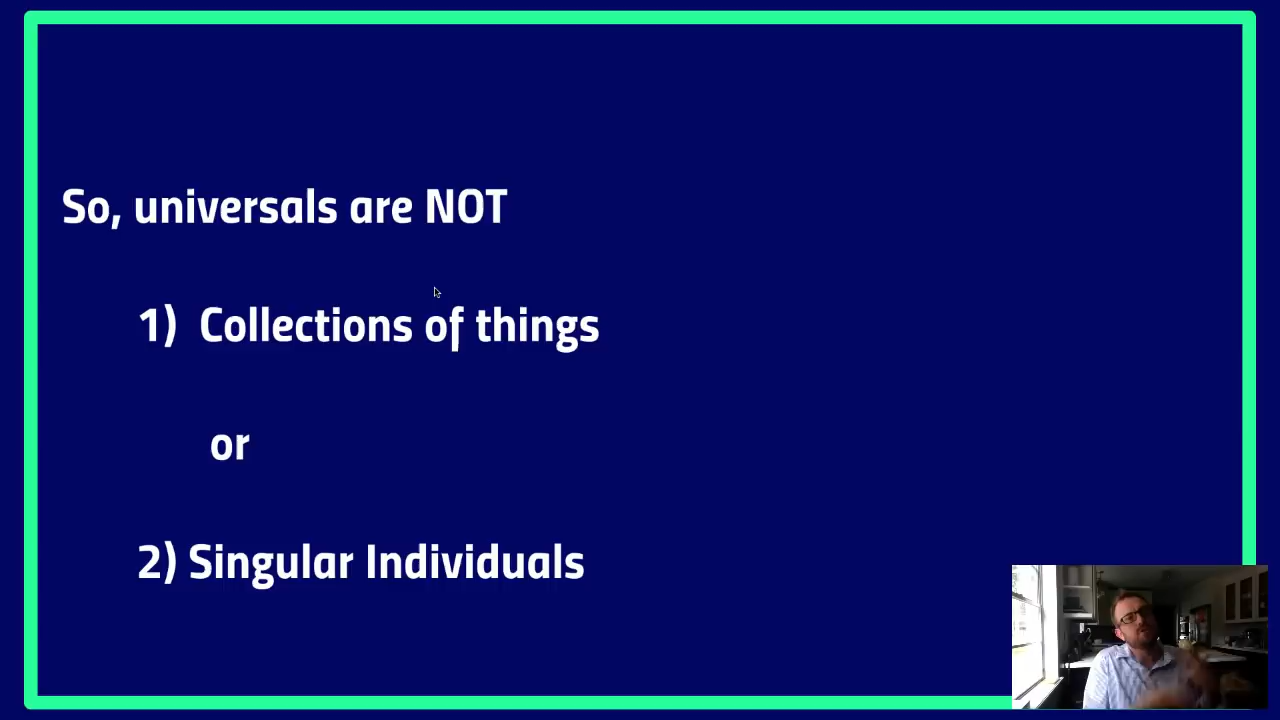 So, universals are NOT
1) Collections of things
or
2) Singular Individuals